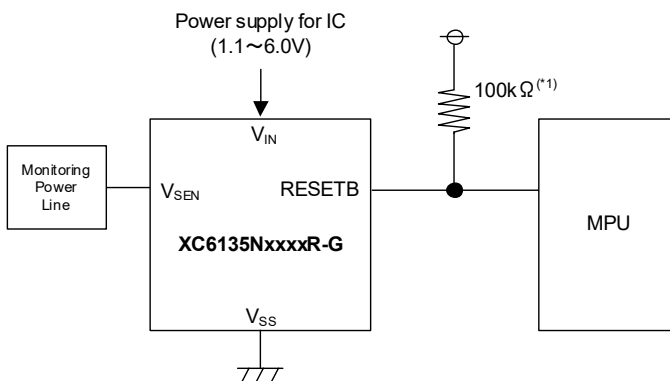 Power supply for IC
(1.1～6.0V)
100kΩ(*1)
VIN
Monitoring
Power
Line
VSEN
RESETB
MPU
XC6135NxxxxR-G
VSS